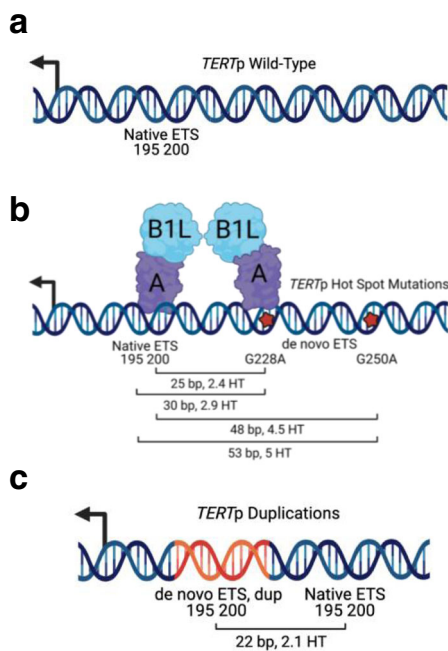 a
TERTp Wild-Type
Native ETS
195 200
b
B1L B1L
A A
TERTp Hot Spot Mutations
Native ETS
195 200
G228A
de novo ETS
G250A
25 bp, 2.4 HT
30 bp, 2.9 HT
48 bp, 4.5 HT
53 bp, 5 HT
c
TERTp Duplications
de novo ETS, dup
195 200
Native ETS
195 200
22 bp, 2.1 HT